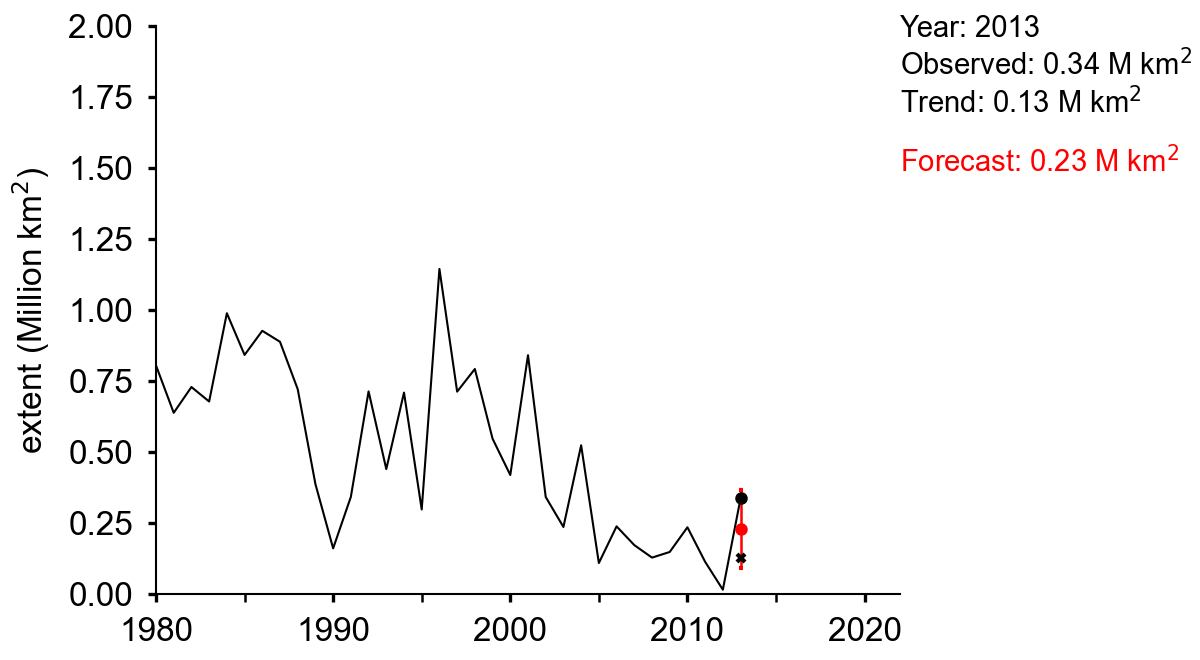 Year: 2013
Observed: 0.34 M km²
Trend: 0.13 M km²
Forecast: 0.23 M km²
extent (Million km²)
2.00
1.75
1.50
1.25
1.00
0.75
0.50
0.25
0.00
1980 1990 2000 2010 2020